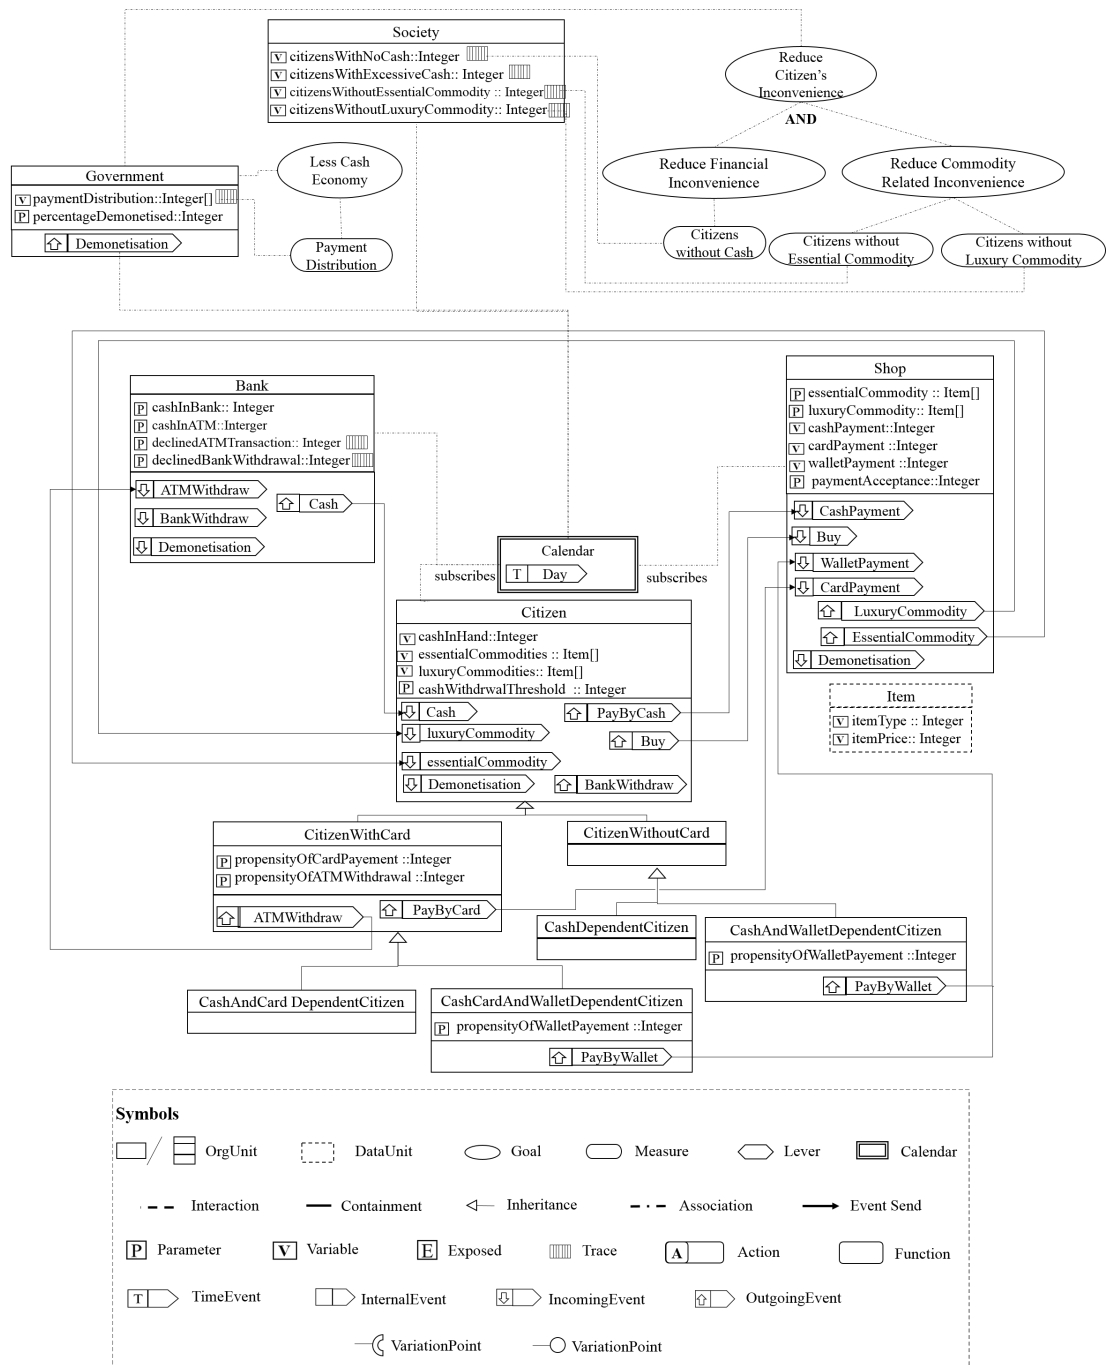 Society
V citizensWithNoCash::Integer
V citizensWithExcessiveCash:: Integer
V citizensWithoutEssentialCommodity :: Integer
V citizensWithoutLuxuryCommodity:: Integer
Reduce
Citizen's
Inconvenience
AND
Reduce Financial
Inconvenience
Reduce Commodity
Related Inconvenience
Citizens
without Cash
Citizens without
Essential Commodity
Citizens without
Luxury Commodity
Government
V paymentDistribution::Integer[]
P percentageDemonetised::Integer
Demonetisation
Less Cash
Economy
Payment
Distribution
Bank
P cashInBank:: Integer
P cashInATM::Interger
P declinedATMTransaction:: Integer
P declinedBankWithdrawal::Integer
ATMWithdraw
Cash
BankWithdraw
Demonetisation
Shop
P essentialCommodity :: Item[]
P luxuryCommodity:: Item[]
V cashPayment::Integer
V cardPayment ::Integer
V walletPayment ::Integer
P paymentAcceptance::Integer
CashPayment
Buy
WalletPayment
CardPayment
LuxuryCommodity
EssentialCommodity
Demonetisation
Calendar
T Day
subscribes
subscribes
Item
V itemType :: Integer
V itemPrice:: Integer
Citizen
V cashInHand::Integer
V essentialCommodities :: Item[]
V luxuryCommodities:: Item[]
P cashWithdrwalThreshold :: Integer
Cash
PayByCash
luxuryCommodity
Buy
essentialCommodity
Demonetisation
BankWithdraw
CitizenWithCard
P propensityOfCardPayement ::Integer
P propensityOfATMWithdrawal ::Integer
ATMWithdraw
PayByCard
CitizenWithoutCard
CashDependentCitizen
CashAndWalletDependentCitizen
P propensityOfWalletPayement ::Integer
PayByWallet
CashAndCard DependentCitizen
CashCardAndWalletDependentCitizen
P propensityOfWalletPayement ::Integer
PayByWallet
Symbols
OrgUnit
DataUnit
Goal
Measure
Lever
Calendar
Interaction
Containment
Inheritance
Association
Event Send
P Parameter
V Variable
E Exposed
Trace
A Action
Function
T TimeEvent
InternalEvent
IncomingEvent
OutgoingEvent
VariationPoint
VariationPoint